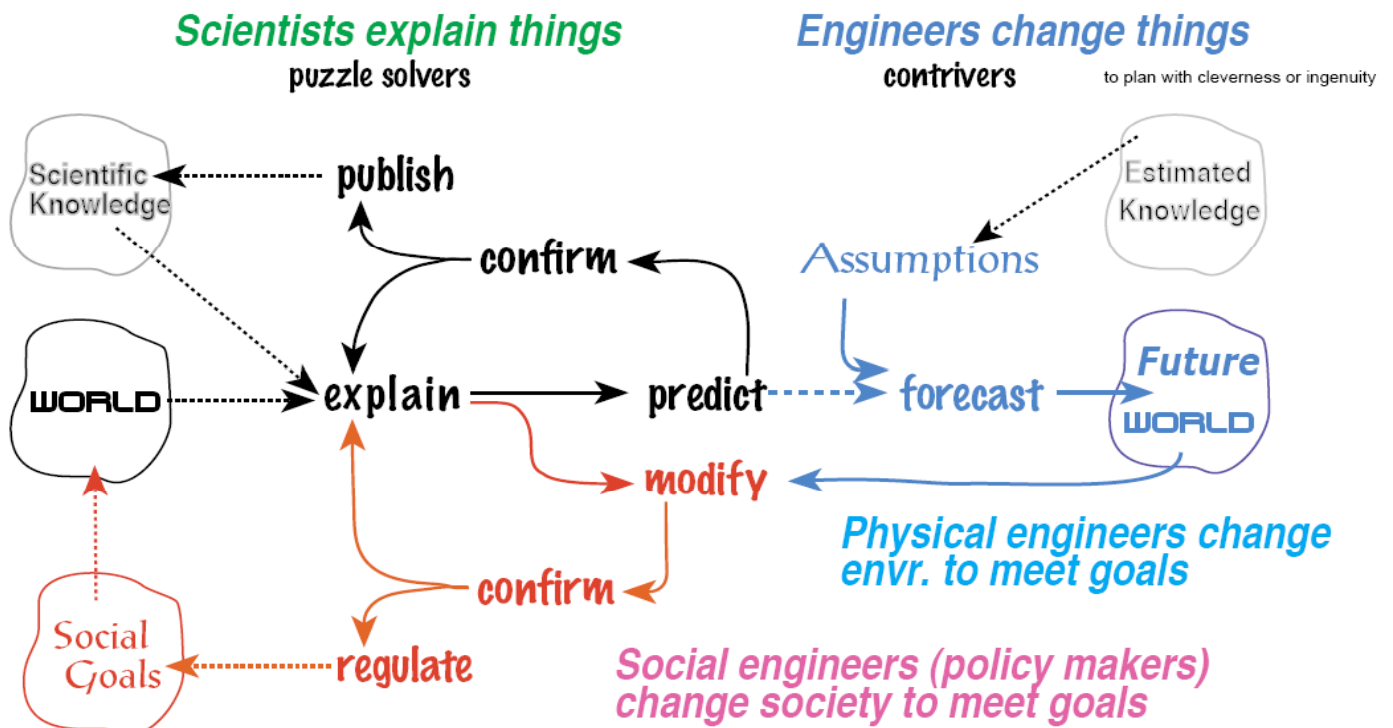 Scientists explain things
puzzle solvers
Engineers change things
contrivers
to plan with cleverness or ingenuity
Scientific
Knowledge
publish
confirm
Assumptions
Estimated
Knowledge
WORLD
explain
predict
forecast
Future
WORLD
modify
Physical engineers change
envr. to meet goals
confirm
Social
Goals
regulate
Social engineers (policy makers)
change society to meet goals